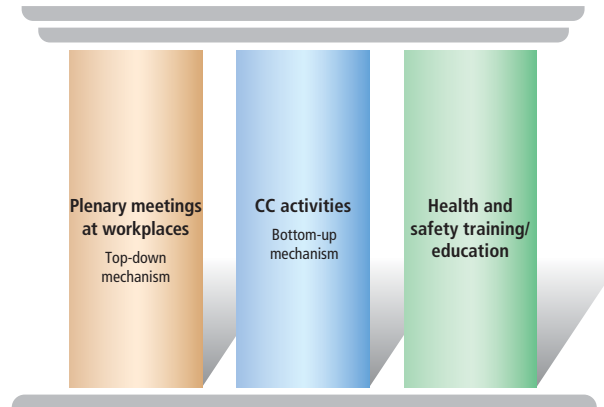 Plenary meetings
at workplaces
Top-down
mechanism
CC activities
Bottom-up
mechanism
Health and
safety training/
education